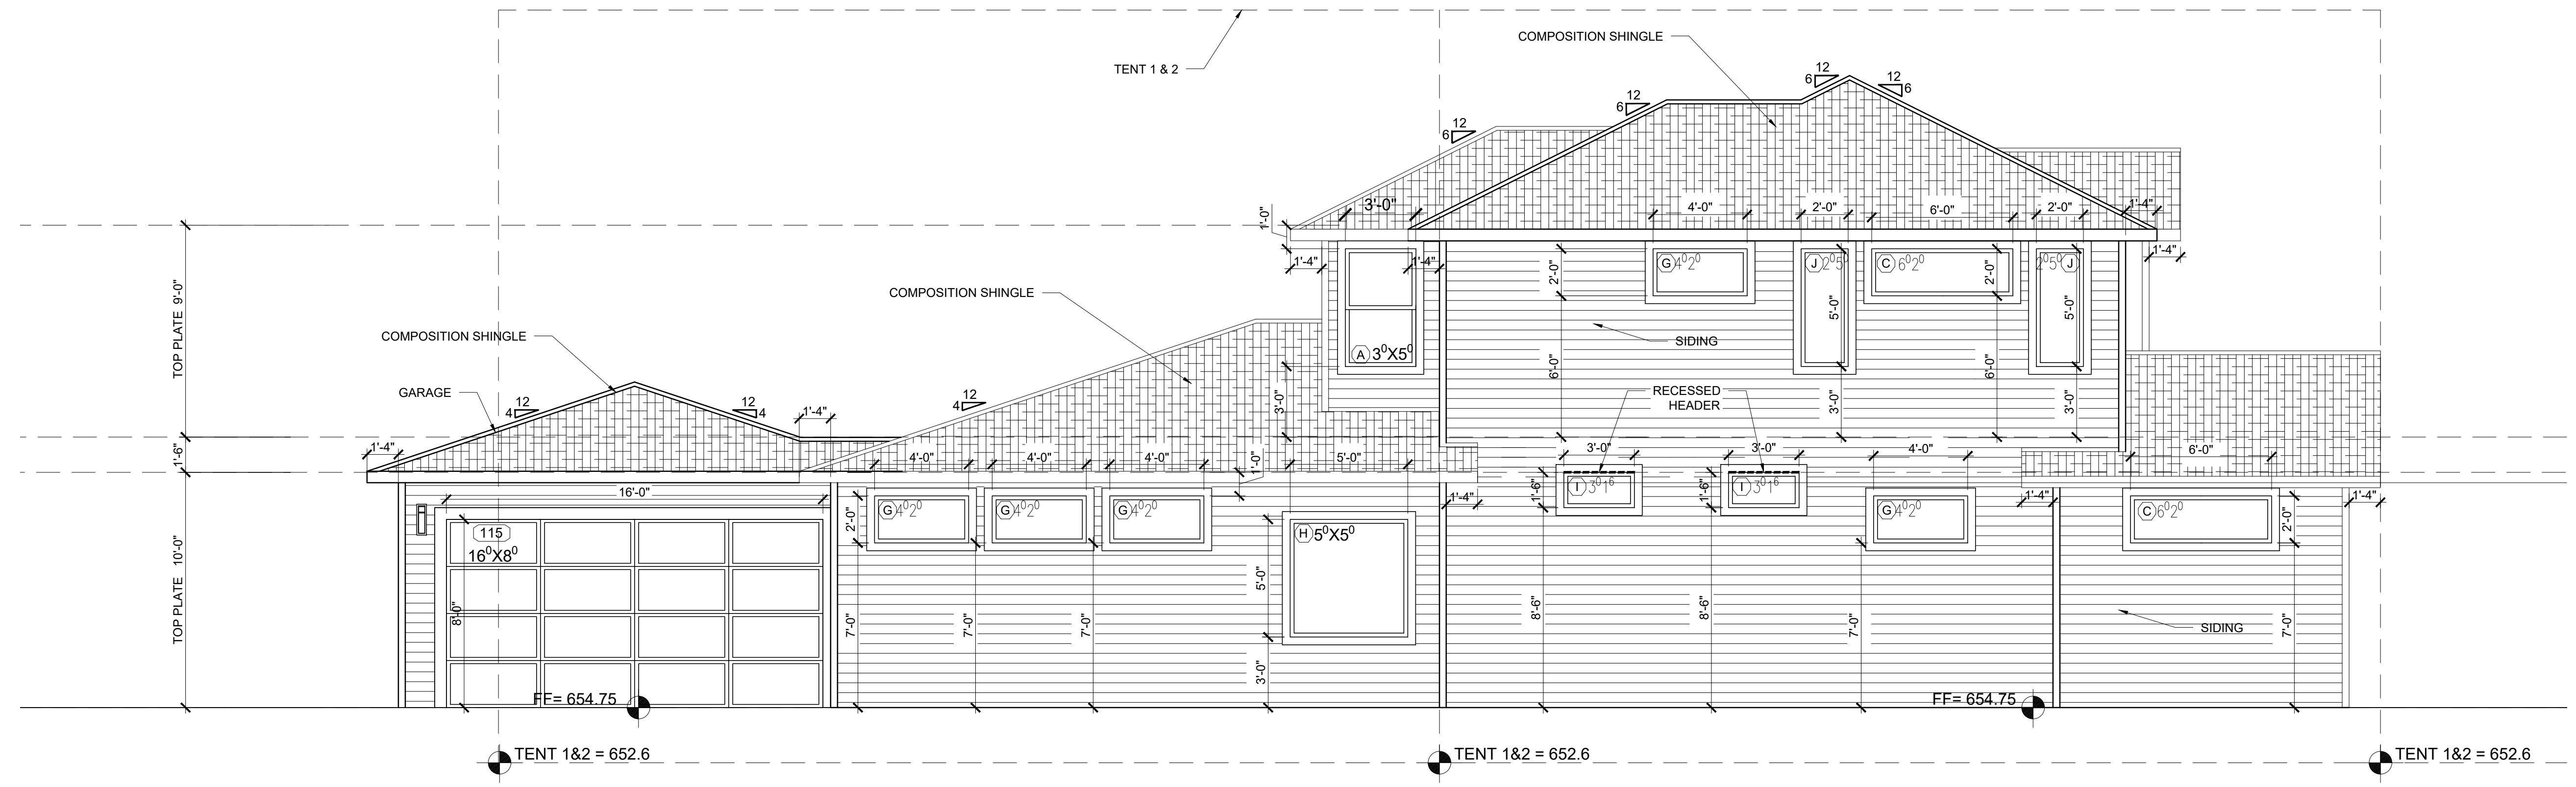 COMPOSITION SHINGLE
TENT 1 & 2
12
6
12
6
12
6
12
6
3'-0"
4'-0"
2'-0"
6'-0"
2'-0"
1'-4"
1'-0"
1'-4"
1'-4"
1'-4"
G 4⁰2⁰
J 2⁰5⁰
C 6⁰2⁰
2⁰5⁰ J
2'-0"
2'-0"
5'-0"
5'-0"
COMPOSITION SHINGLE
TOP PLATE 9'-0"
COMPOSITION SHINGLE
SIDING
A 3⁰X5⁰
6'-0"
6'-0"
GARAGE
RECESSED
HEADER
12
4
12
4
12
4
1'-4"
3'-0"
3'-0"
3'-0"
1'-6"
1'-4"
4'-0"
4'-0"
4'-0"
1'-0"
5'-0"
3'-0"
3'-0"
4'-0"
6'-0"
16'-0"
1'-4"
1'-6"
I 3⁰1⁶
1'-6"
I 3⁰1⁶
1'-4"
1'-4"
2'-0"
G 4⁰2⁰
G 4⁰2⁰
G 4⁰2⁰
G 4⁰2⁰
C 6⁰2⁰
2'-0"
115
16⁰X8⁰
H 5⁰X5⁰
TOP PLATE 10'-0"
8'-0"
5'-0"
7'-0"
7'-0"
7'-0"
8'-6"
8'-6"
7'-0"
SIDING
7'-0"
3'-0"
FF= 654.75
FF= 654.75
TENT 1&2 = 652.6
TENT 1&2 = 652.6
TENT 1&2 = 652.6